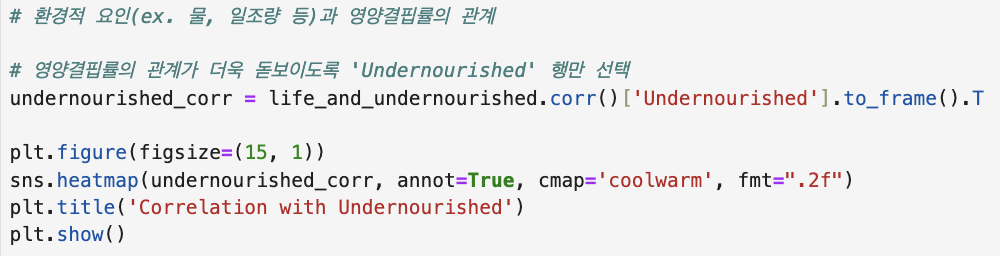 # 환경적 요인(ex. 물, 일조량 등)과 영양결핍률의 관계
# 영양결핍률의 관계가 더욱 돋보이도록 'Undernourished' 행만 선택
undernourished_corr = life_and_undernourished.corr()['Undernourished'].to_frame().T
plt.figure(figsize=(15, 1))
sns.heatmap(undernourished_corr, annot=True, cmap='coolwarm', fmt=".2f")
plt.title('Correlation with Undernourished')
plt.show()